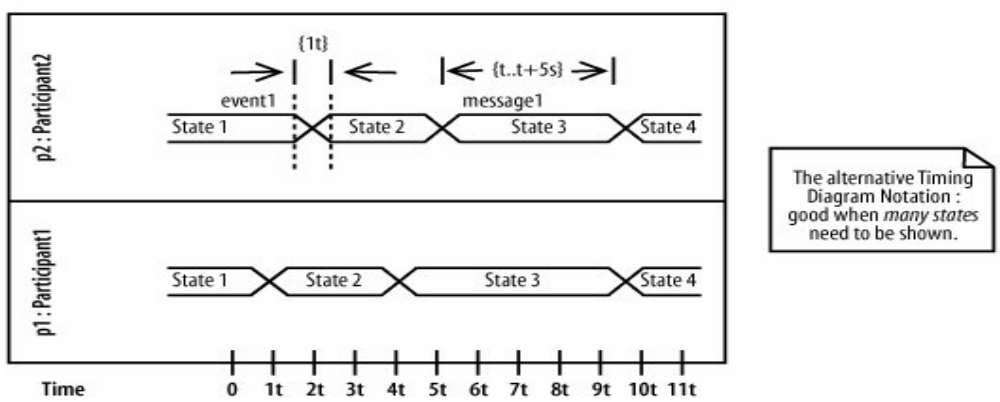 {1t}
{t..t+5s}
event1
message1
State 1
State 2
State 3
State 4
p2 : Participant2
The alternative Timing
Diagram Notation :
good when many states
need to be shown.
State 1
State 2
State 3
State 4
p1 : Participant1
Time
0 1t 2t 3t 4t 5t 6t 7t 8t 9t 10t 11t